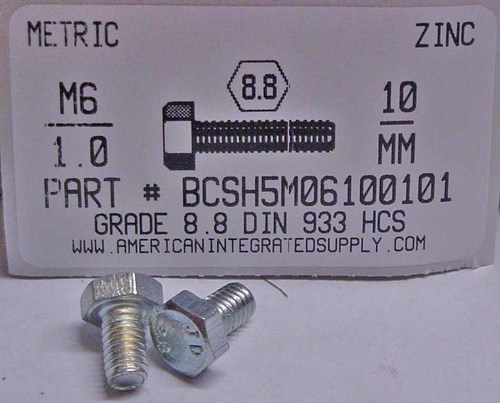 METRIC ZINC
8.8
M6 10
1.0 MM
PART # BCSH5M06100101
GRADE 8.8 DIN 933 HCS
WWW.AMERICANINTEGRATEDSUPPLY.COM